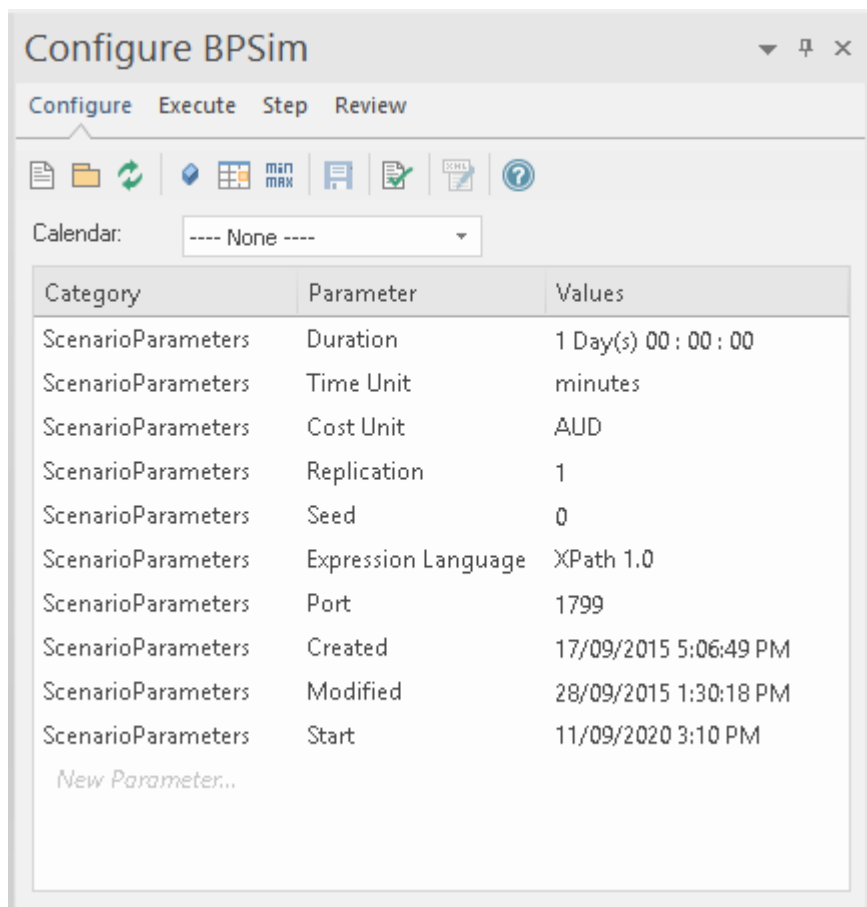 Configure BPSim
Configure Execute Step Review
min
max
XML
Calendar: ---- None ----
Category Parameter Values
ScenarioParameters Duration 1 Day(s) 00 : 00 : 00
ScenarioParameters Time Unit minutes
ScenarioParameters Cost Unit AUD
ScenarioParameters Replication 1
ScenarioParameters Seed 0
ScenarioParameters Expression Language XPath 1.0
ScenarioParameters Port 1799
ScenarioParameters Created 17/09/2015 5:06:49 PM
ScenarioParameters Modified 28/09/2015 1:30:18 PM
ScenarioParameters Start 11/09/2020 3:10 PM
New Parameter...